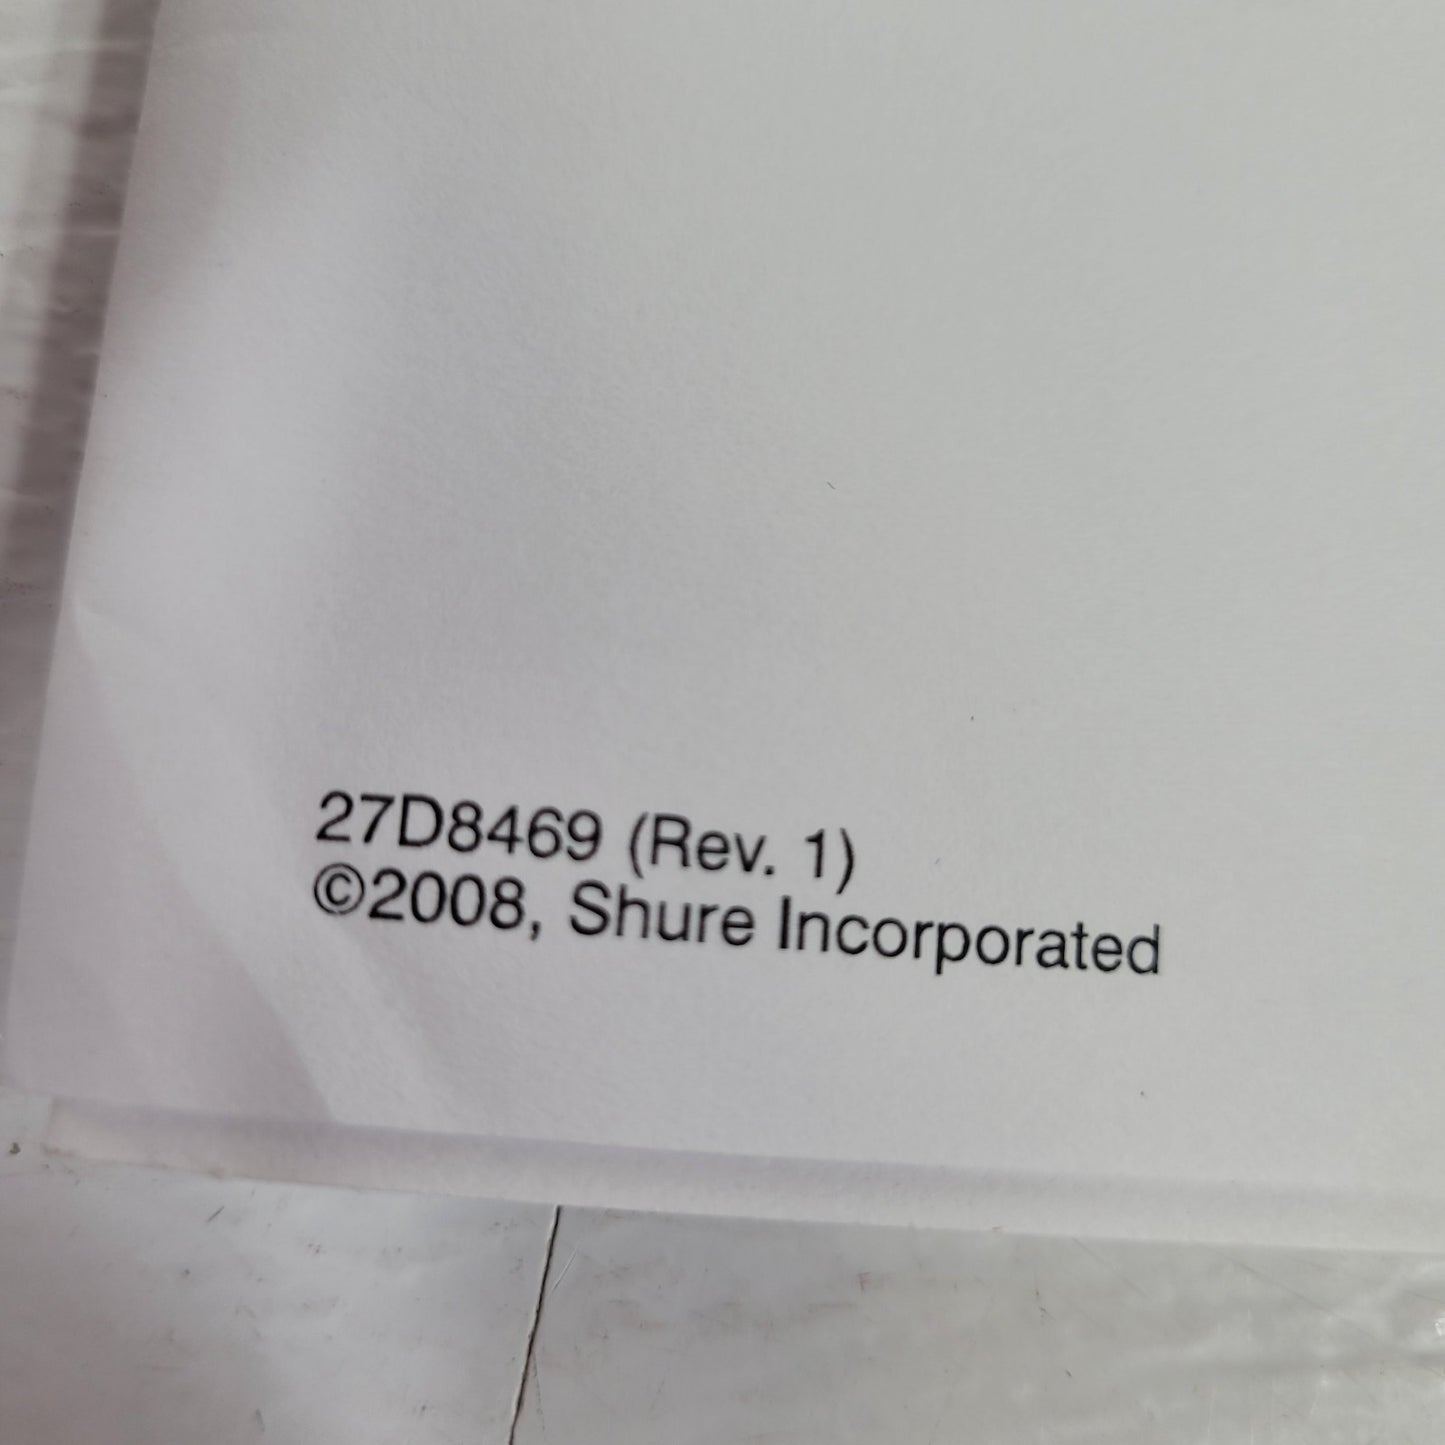 27D8469 (Rev. 1)
©2008, Shure Incorporated